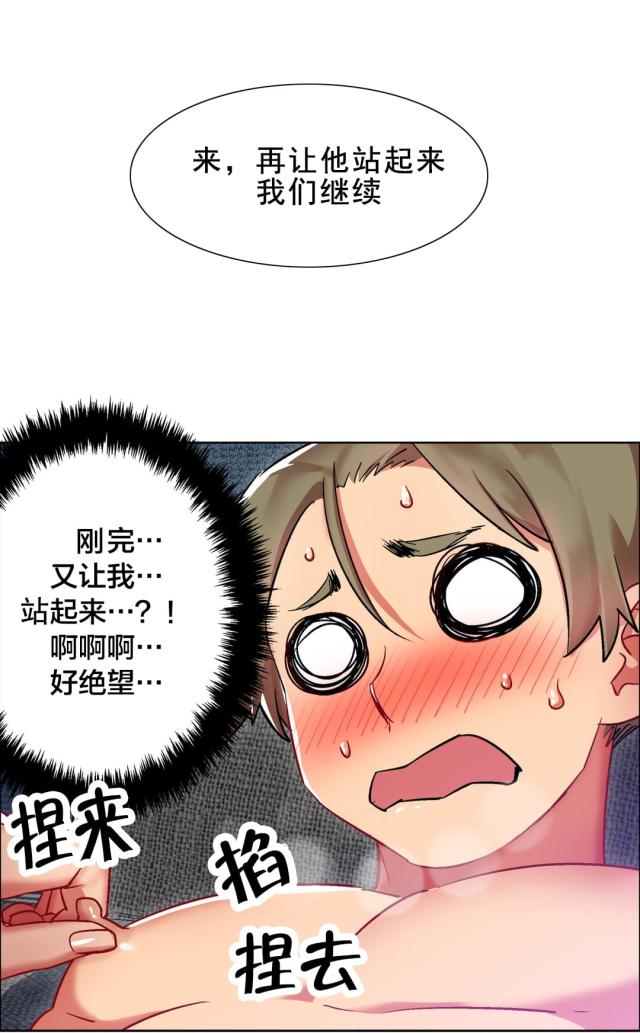 来，再让他站起来
我们继续
刚完…
又让我…
站起来…？！
啊啊啊…
好绝望…
捏来
掐
捏去